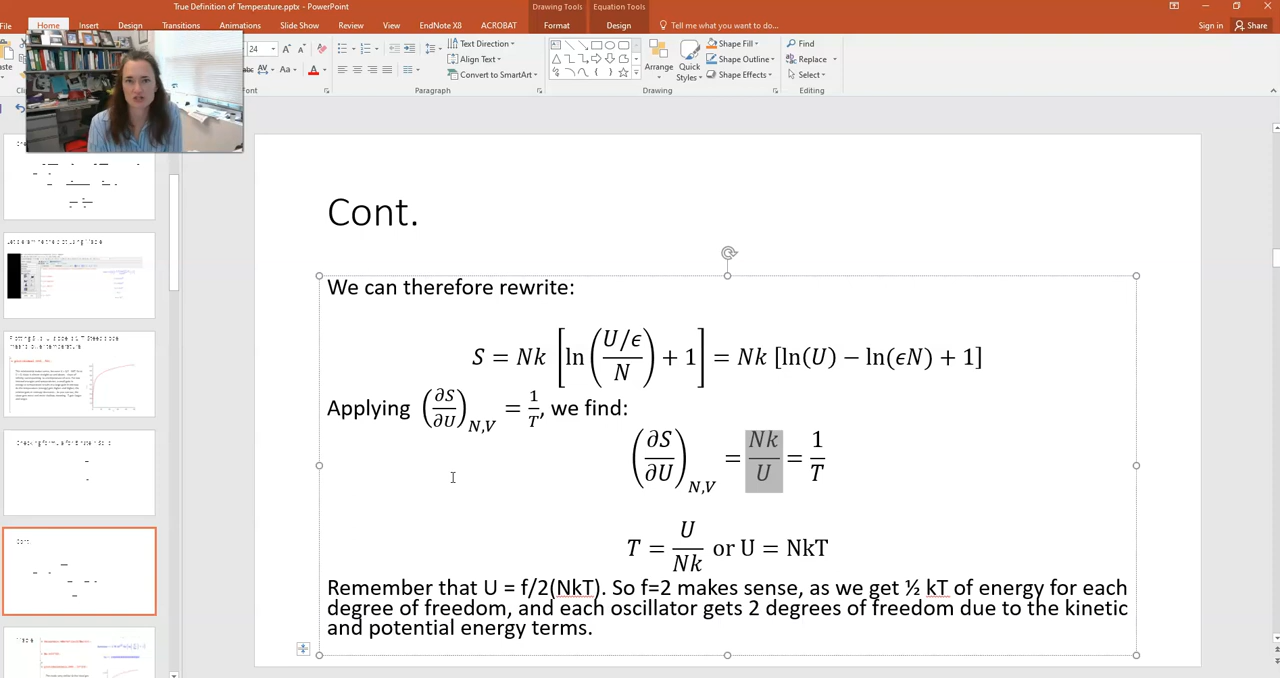 True Definition of Temperature.pptx - PowerPoint
Drawing Tools
Equation Tools
Home Insert Design Transitions Animations Slide Show Review View EndNote X8 ACROBAT Format Design Tell me what you want to do...
Sign in Share
24
Aa
A
Text Direction
Align Text
Convert to SmartArt
Arrange
Quick
Styles
Shape Fill
Shape Outline
Shape Effects
Find
Replace
Select
Paragraph
Drawing
Editing
Cont.
We can therefore rewrite:
S = Nk [ln((U/ϵ)/N) + 1] = Nk [ln(U) − ln(ϵN) + 1]
Applying (∂S/∂U)_{N,V} = 1/T, we find:
(∂S/∂U)_{N,V} = Nk/U = 1/T
T = U/Nk or U = NkT
Remember that U = f/2(NkT). So f=2 makes sense, as we get ½ kT of energy for each
degree of freedom, and each oscillator gets 2 degrees of freedom due to the kinetic
and potential energy terms.